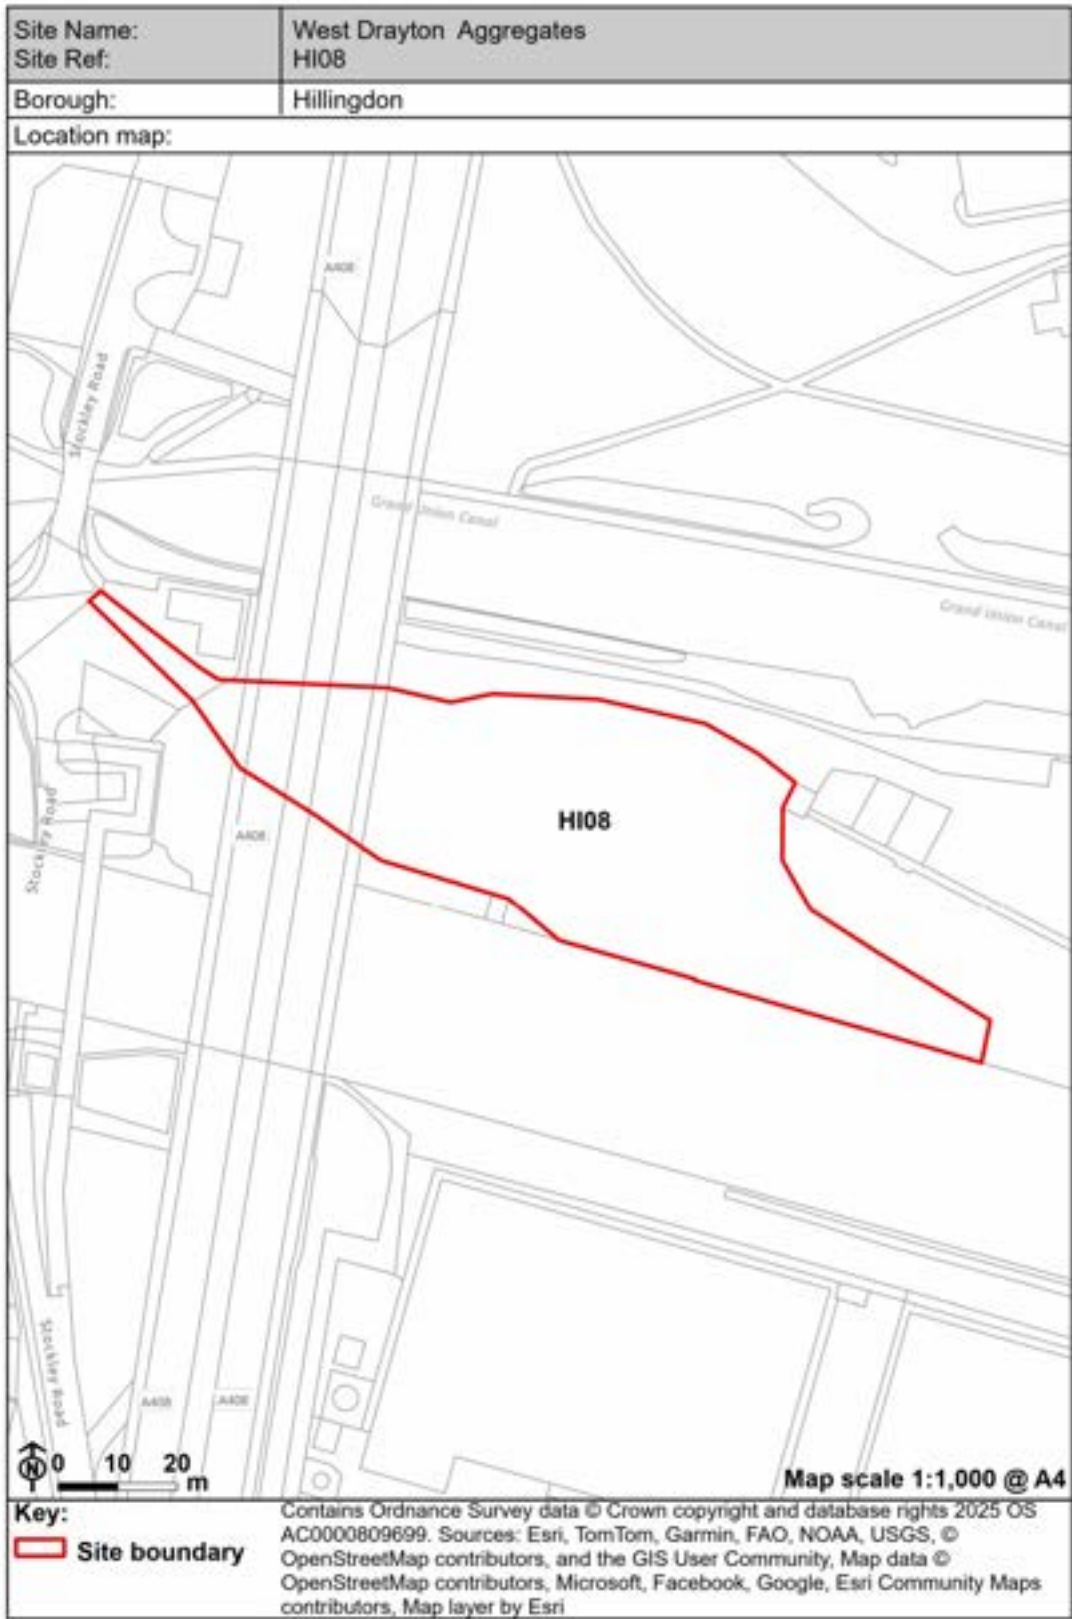 Site Name: West Drayton Aggregates
Site Ref: HI08
Borough: Hillingdon
Location map:
A408
Stockley Road
Grand Union Canal
Grand Union Canal
HI08
Stockley Road
A408
Stockley Road
A408
A408
N
0 10 20
m
Map scale 1:1,000 @ A4
Key:
Site boundary
Contains Ordnance Survey data © Crown copyright and database rights 2025 OS
AC0000809699. Sources: Esri, TomTom, Garmin, FAO, NOAA, USGS, ©
OpenStreetMap contributors, and the GIS User Community, Map data ©
OpenStreetMap contributors, Microsoft, Facebook, Google, Esri Community Maps
contributors, Map layer by Esri